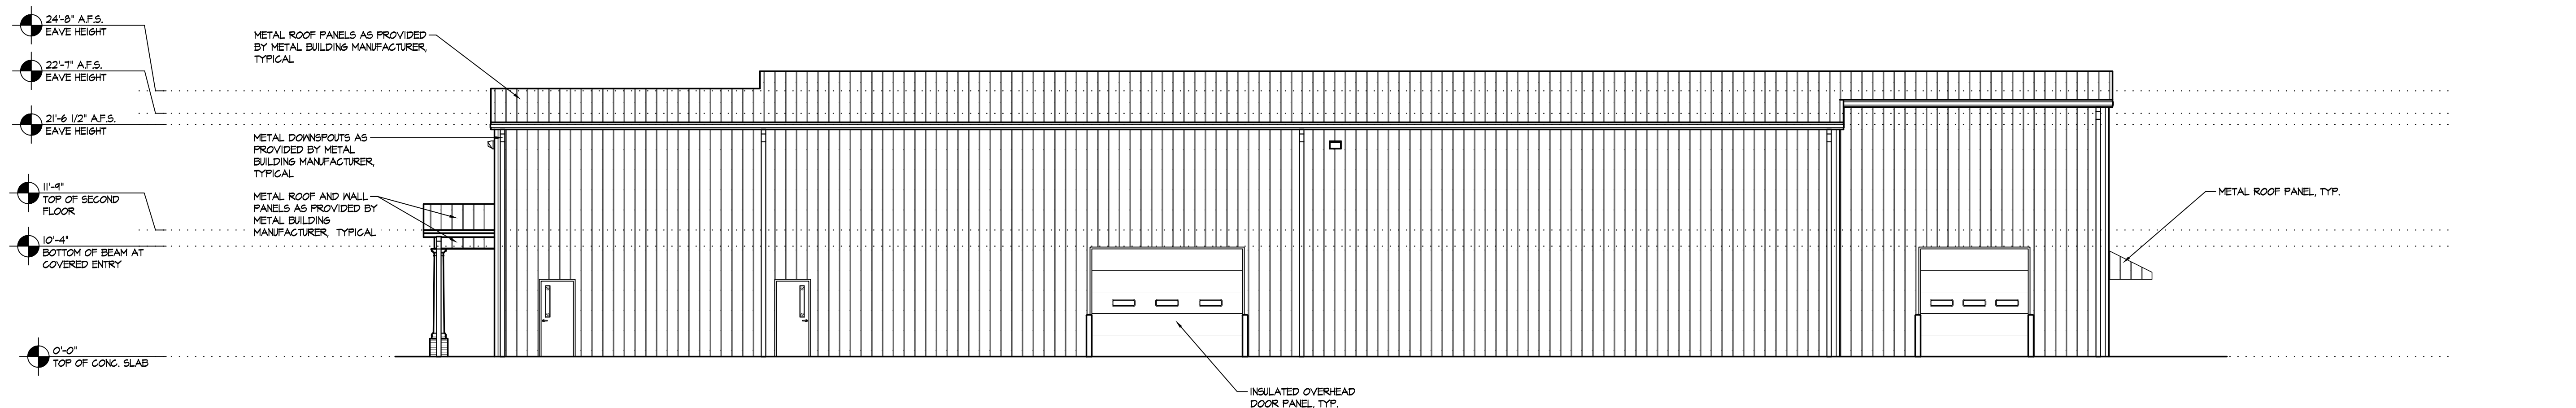 24'-8" A.F.S.
EAVE HEIGHT
22'-7" A.F.S.
EAVE HEIGHT
21'-6 1/2" A.F.S.
EAVE HEIGHT
11'-9"
TOP OF SECOND
FLOOR
10'-4"
BOTTOM OF BEAM AT
COVERED ENTRY
0'-0"
TOP OF CONC. SLAB
METAL ROOF PANELS AS PROVIDED
BY METAL BUILDING MANUFACTURER,
TYPICAL
METAL DOWNSPOUTS AS
PROVIDED BY METAL
BUILDING MANUFACTURER,
TYPICAL
METAL ROOF AND WALL
PANELS AS PROVIDED BY
METAL BUILDING
MANUFACTURER, TYPICAL
INSULATED OVERHEAD
DOOR PANEL, TYP.
METAL ROOF PANEL, TYP.